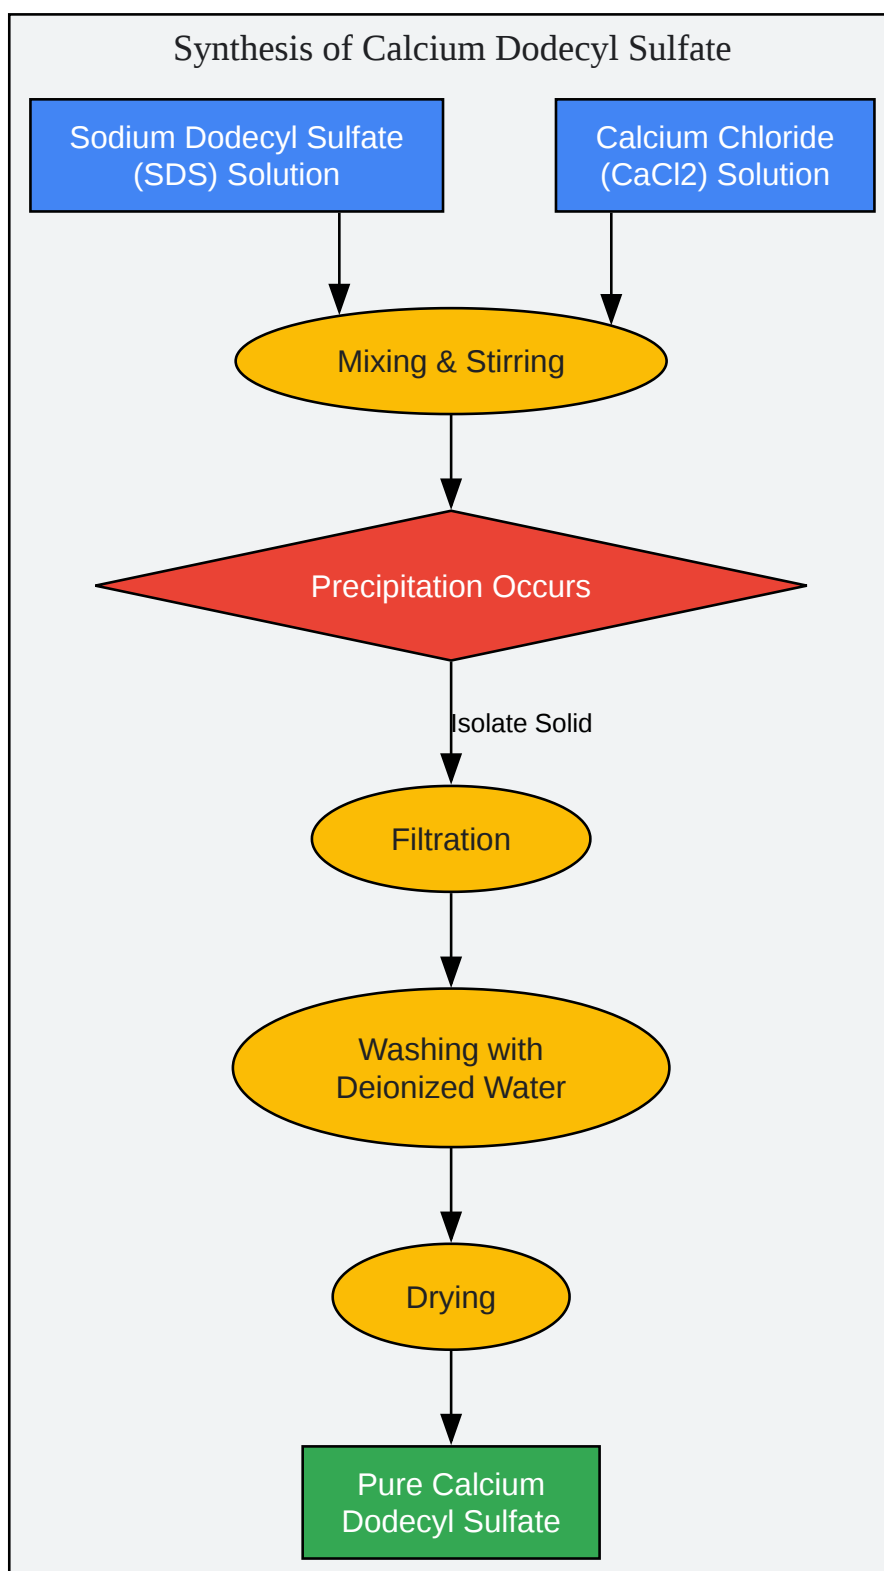 Synthesis of Calcium Dodecyl Sulfate
Sodium Dodecyl Sulfate
(SDS) Solution
Calcium Chloride
(CaCl2) Solution
Mixing & Stirring
Precipitation Occurs
Isolate Solid
Filtration
Washing with
Deionized Water
Drying
Pure Calcium
Dodecyl Sulfate